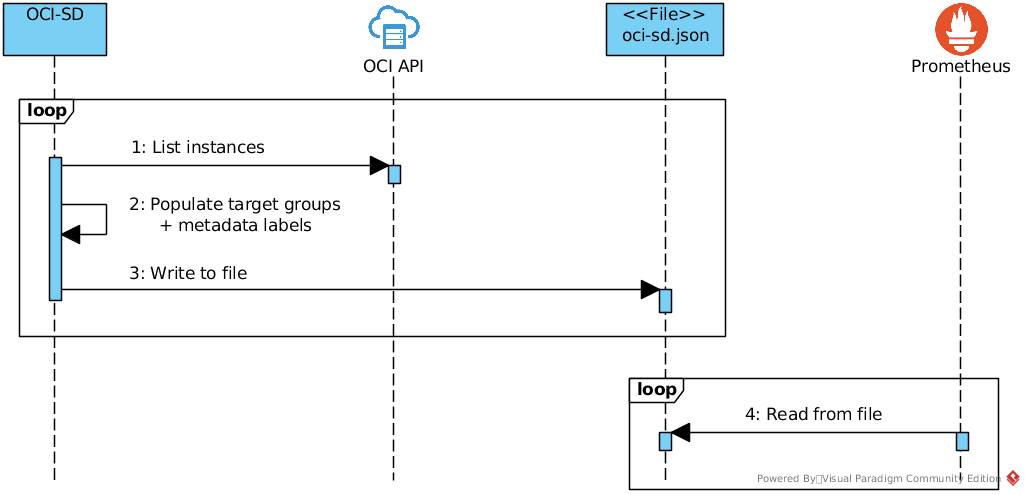 OCI-SD
OCI API
<<File>>
oci-sd.json
Prometheus
loop
1: List instances
2: Populate target groups
+ metadata labels
3: Write to file
loop
4: Read from file
Powered By Visual Paradigm Community Edition